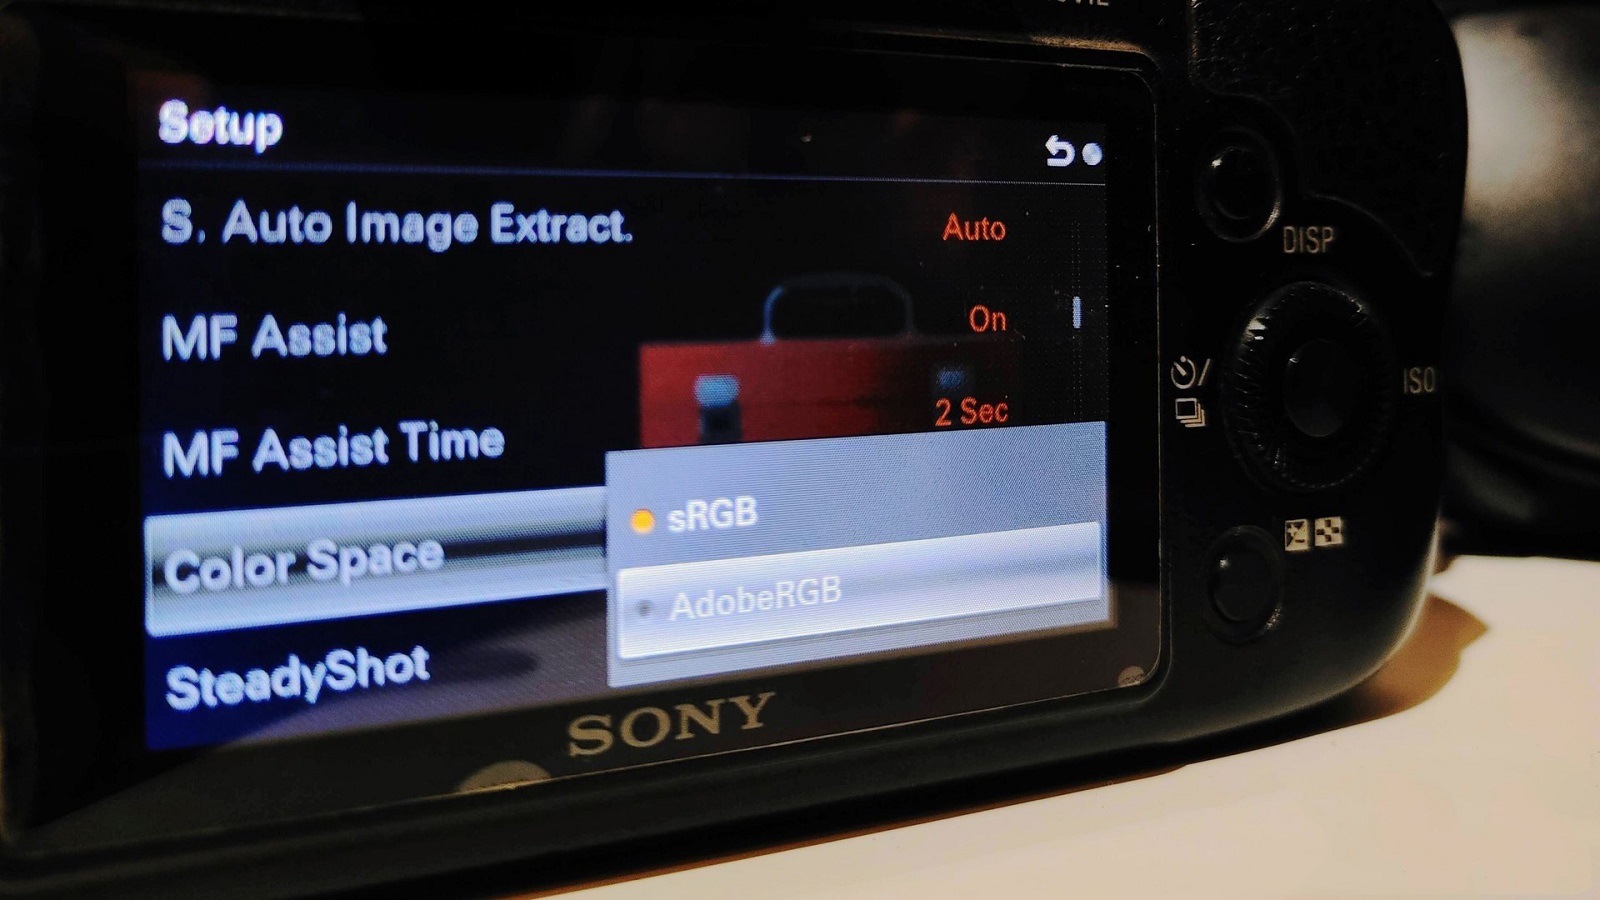 Setup
S. Auto Image Extract. Auto
MF Assist On
MF Assist Time 2 Sec
Color Space
sRGB
AdobeRGB
SteadyShot
SONY
DISP
ISO